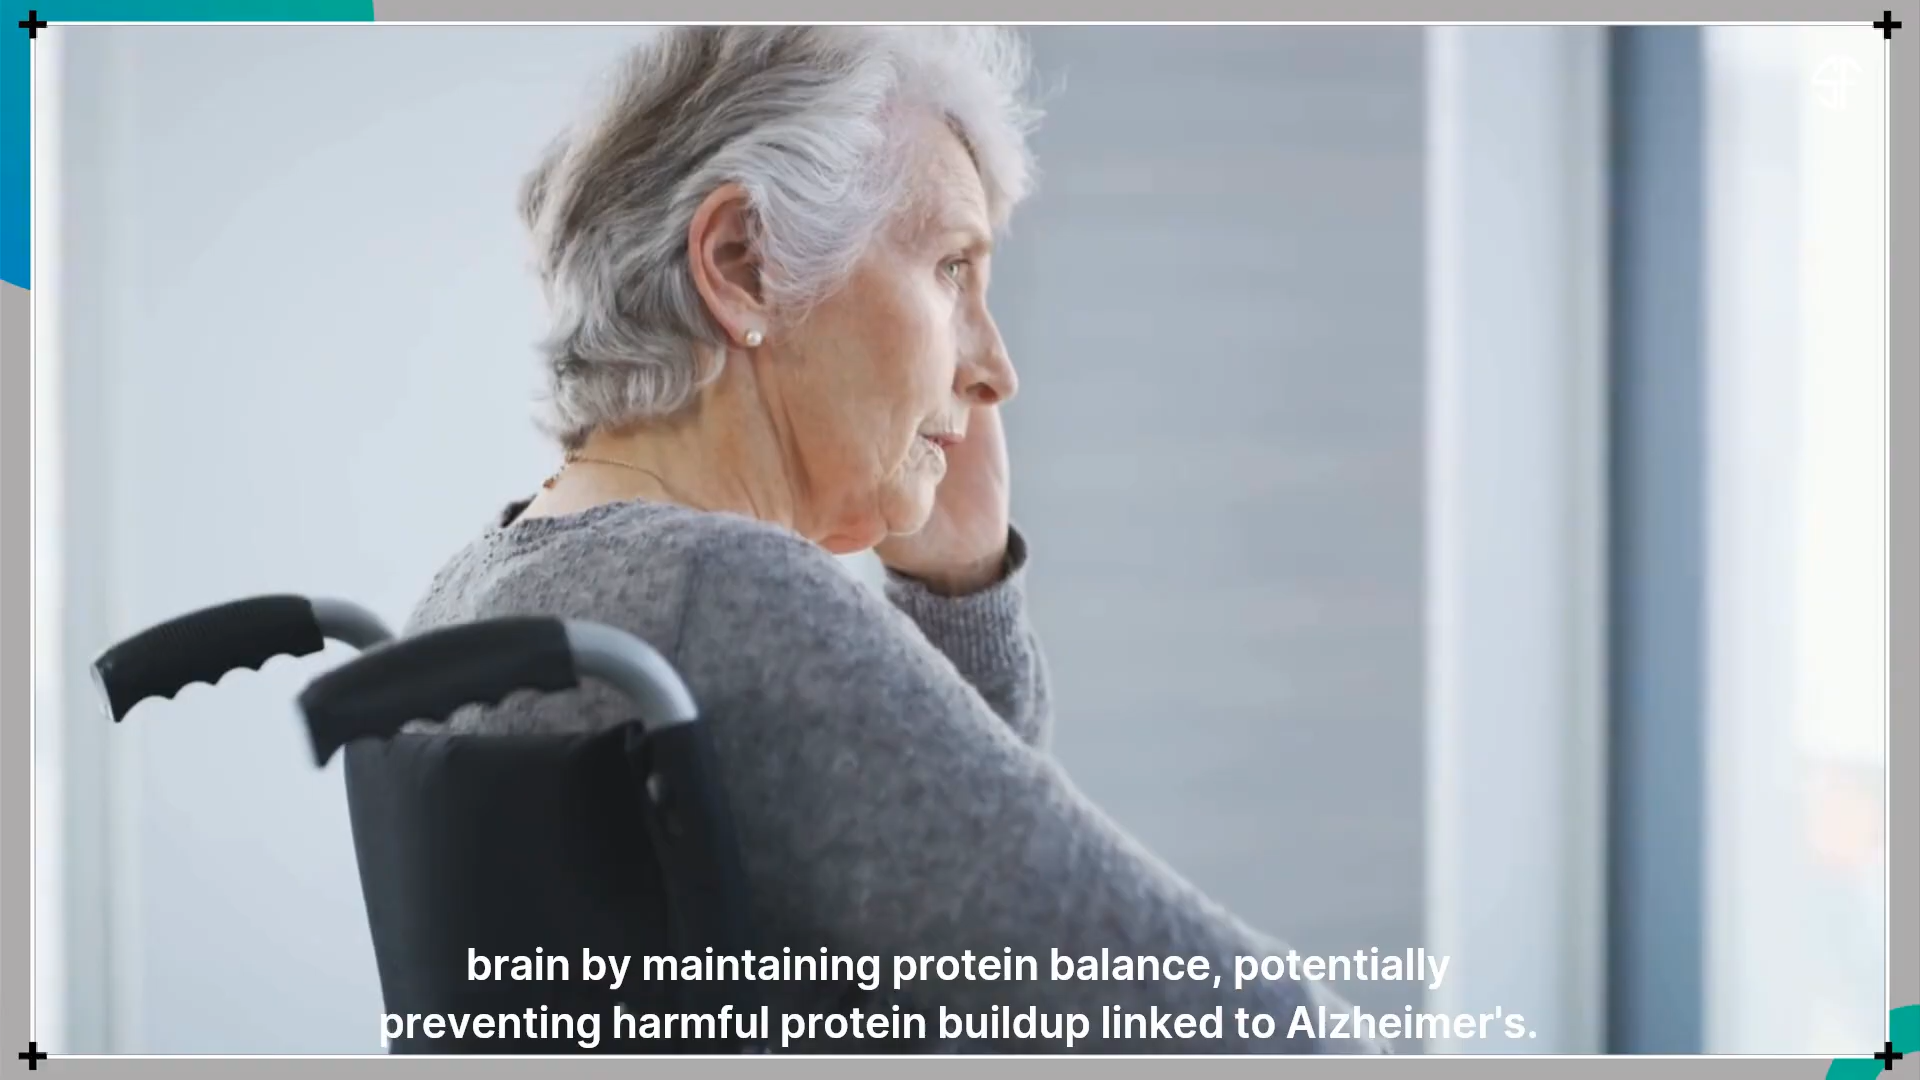 brain by maintaining protein balance, potentially
preventing harmful protein buildup linked to Alzheimer's.